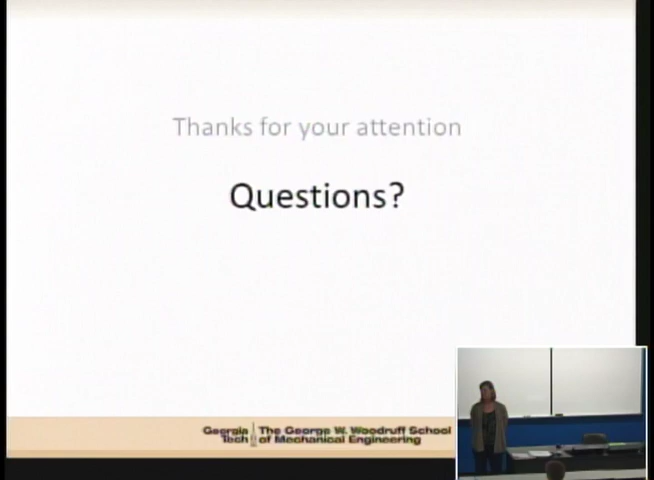 Thanks for your attention
Questions?
Georgia Tech
The George W. Woodruff School
of Mechanical Engineering